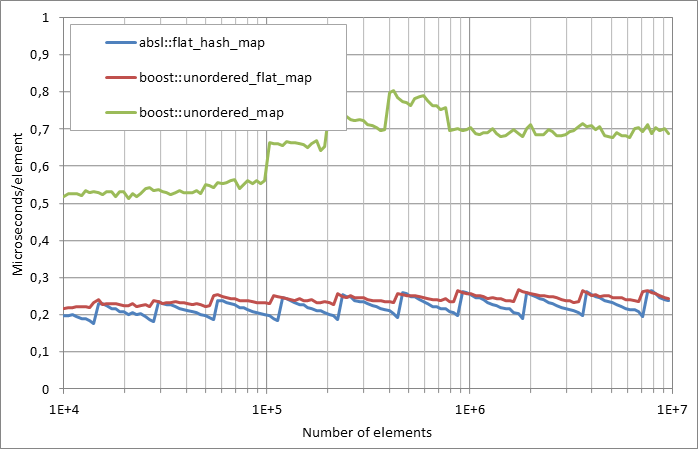 1
0,9
0,8
0,7
0,6
0,5
0,4
0,3
0,2
0,1
0
Microseconds/element
absl::flat_hash_map
boost::unordered_flat_map
boost::unordered_map
1E+4 1E+5 1E+6 1E+7
Number of elements